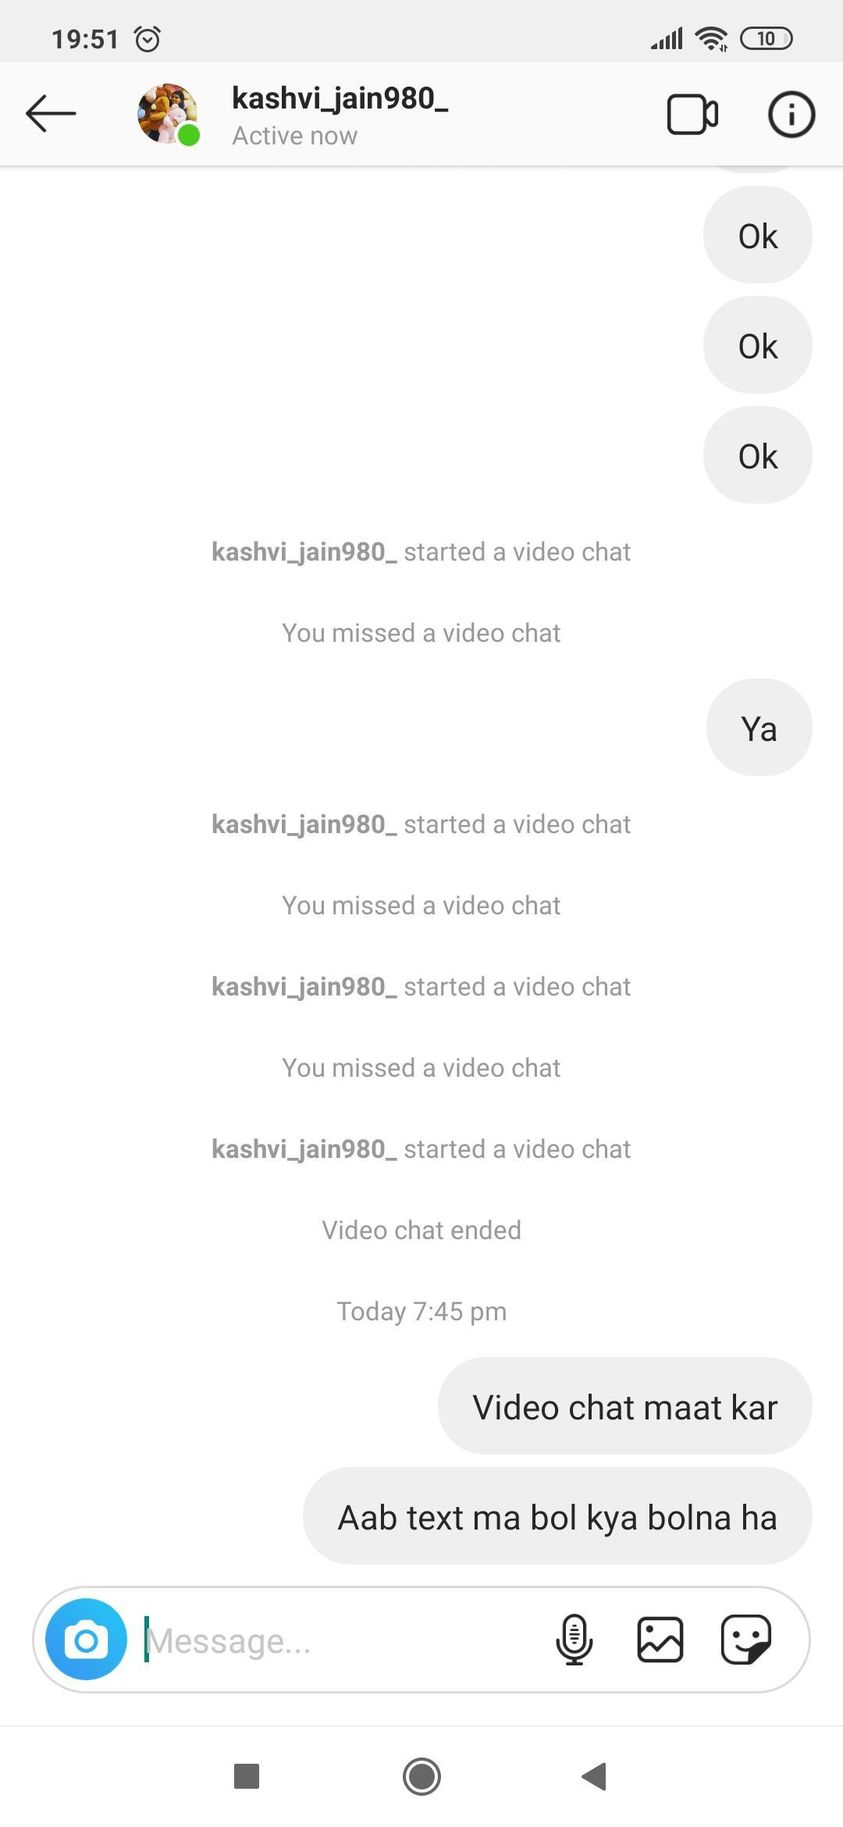 19:51
10
kashvi_jain980_
Active now
Ok
Ok
Ok
kashvi_jain980_ started a video chat
You missed a video chat
Ya
kashvi_jain980_ started a video chat
You missed a video chat
kashvi_jain980_ started a video chat
You missed a video chat
kashvi_jain980_ started a video chat
Video chat ended
Today 7:45 pm
Video chat maat kar
Aab text ma bol kya bolna ha
Message...